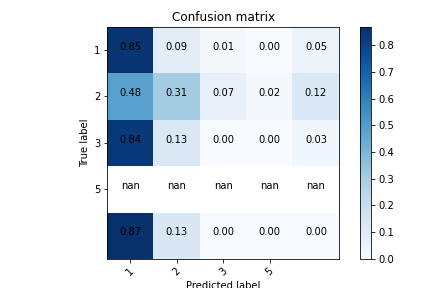 Confusion matrix
1 0.85 0.09 0.01 0.00 0.05
2 0.48 0.31 0.07 0.02 0.12
3 0.84 0.13 0.00 0.00 0.03
5 nan nan nan nan nan
0.87 0.13 0.00 0.00 0.00
1 2 3 5
True label
Predicted label
0.8
0.7
0.6
0.5
0.4
0.3
0.2
0.1
0.0